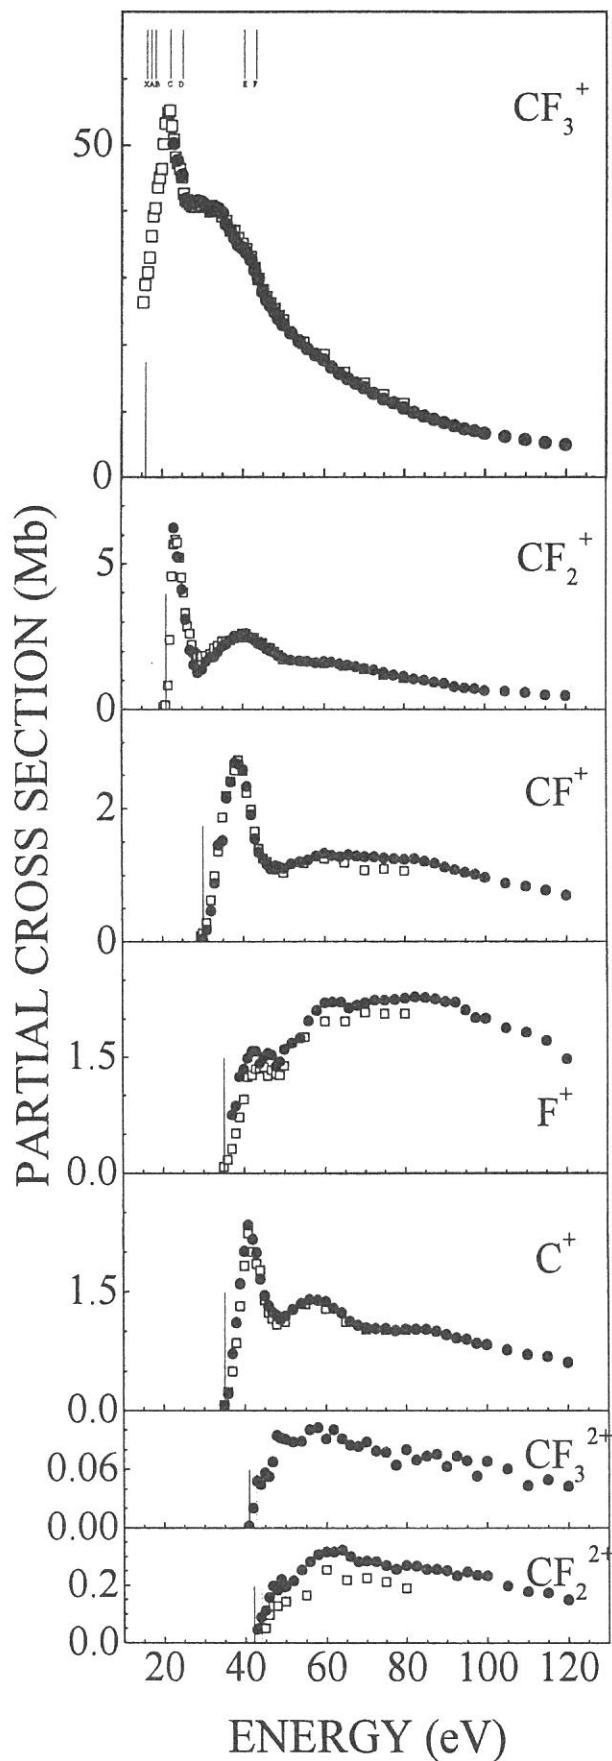 X A B C D E F
CF₃⁺
50
0
CF₂⁺
5
0
CF⁺
2
0
F⁺
1.5
0.0
C⁺
1.5
0.0
CF₃²⁺
0.06
0.00
CF₂²⁺
0.2
0.0
20 40 60 80 100 120
ENERGY (eV)
PARTIAL CROSS SECTION (Mb)